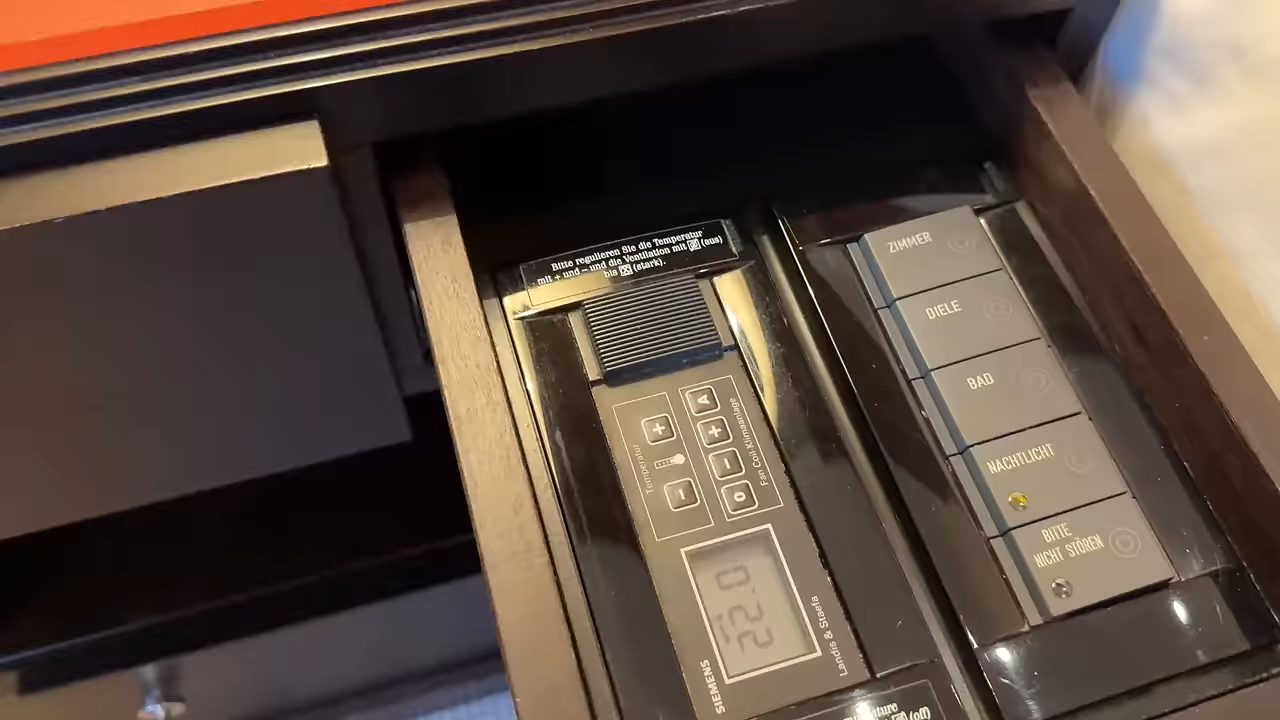 Bitte regulieren Sie die Temperatur
mit + und – und die Ventilation mit (aus)
bis (stark).
Temperatur
+
–
A
+
–
0
Fan Coil-Klimaanlage
22.0
SIEMENS
Landis & Staefa
(off)
ZIMMER
DIELE
BAD
NACHTLICHT
BITTE
NICHT STÖREN